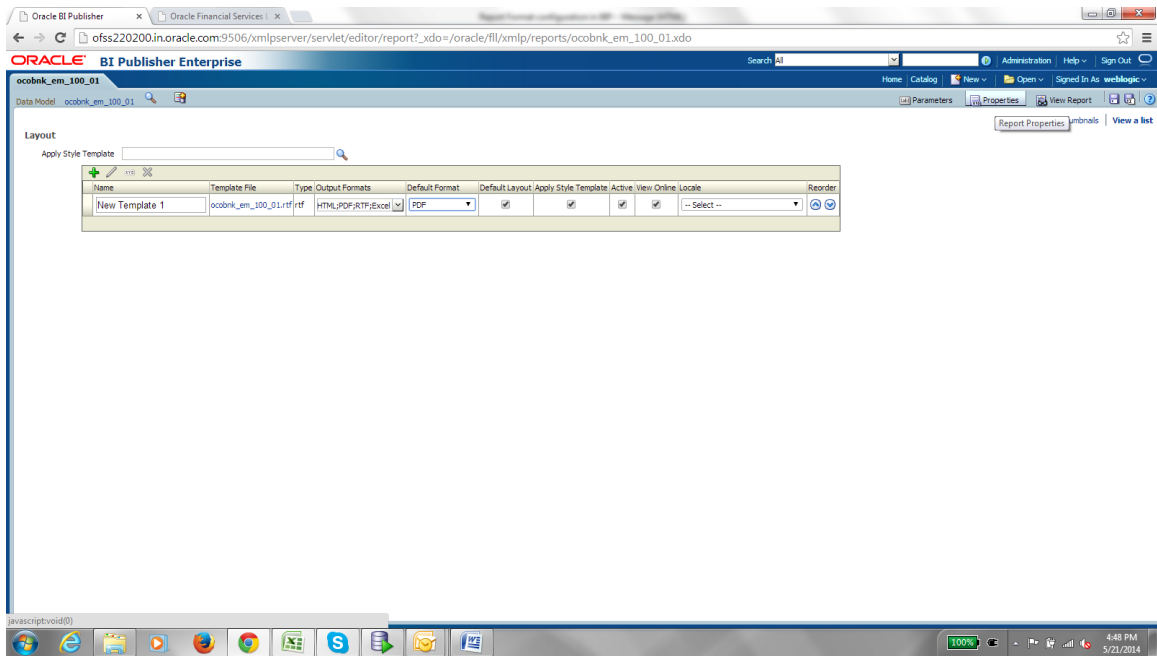 Oracle BI Publisher × Oracle Financial Services | ×
ofss220200.in.oracle.com:9506/xmlpserver/servlet/editor/report?_xdo=/oracle/fll/xmlp/reports/ocobnk_em_100_01.xdo
ORACLE BI Publisher Enterprise Search All Administration Help Sign Out
ocobnk_em_100_01 Home Catalog New Open Signed In As weblogic
Data Model ocobnk_em_100_01 Parameters Properties View Report
Report Properties umbnails View a list
Layout
Apply Style Template
Name Template File Type Output Formats Default Format Default Layout Apply Style Template Active View Online Locale Reorder
New Template 1 ocobnk_em_100_01.rtf rtf HTML;PDF;RTF;Excel PDF -- Select --
javascript:void(0)
100% 4:48 PM
5/21/2014